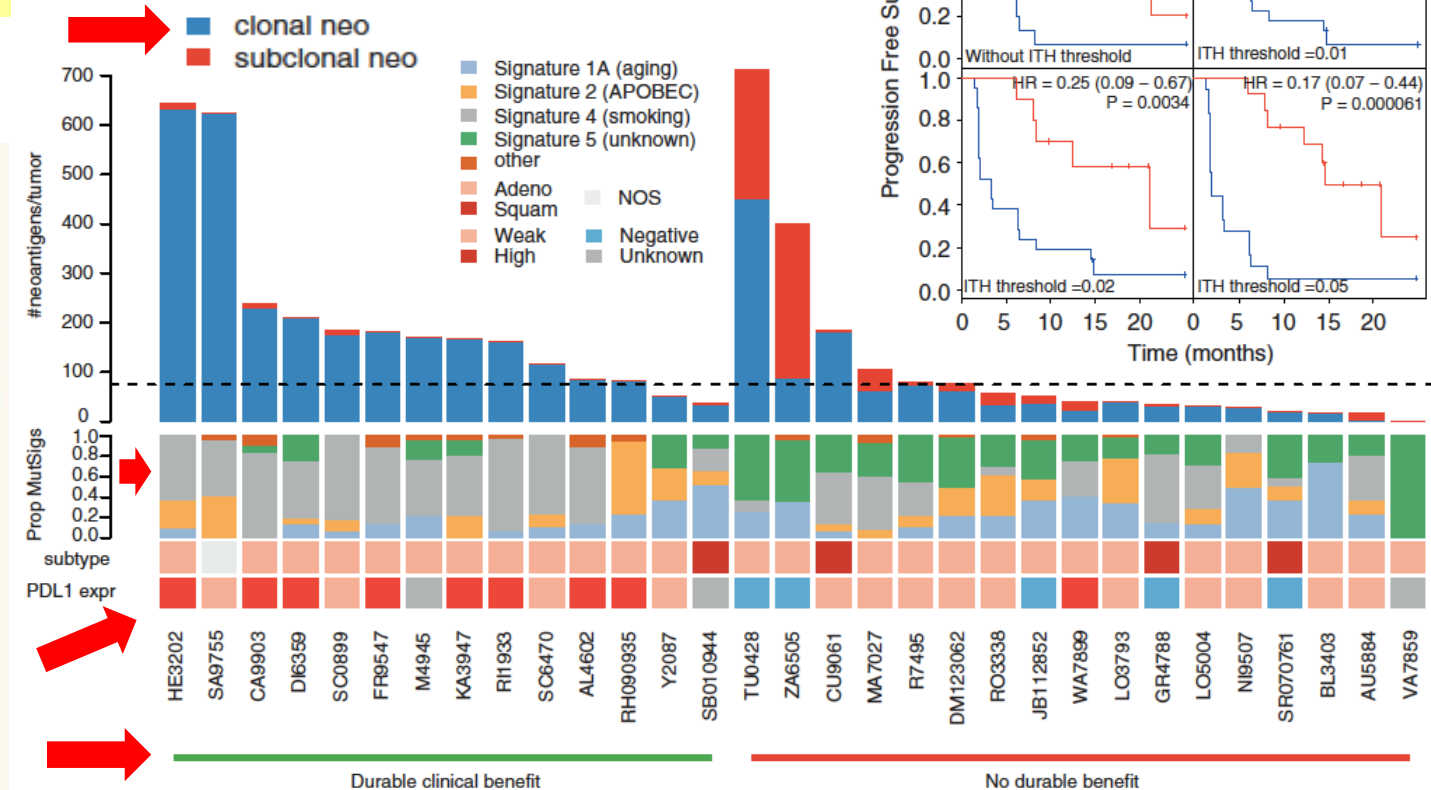 clonal neo
subclonal neo
Signature 1A (aging)
Signature 2 (APOBEC)
Signature 4 (smoking)
Signature 5 (unknown)
other
Adeno
Squam
NOS
Weak
High
Negative
Unknown
#neoantigens/tumor
700
600
500
400
300
200
100
0
Progression Free Su
0.2
0.0
Without ITH threshold
ITH threshold =0.01
1.0
0.8
0.6
0.4
0.2
0.0
HR = 0.25 (0.09 – 0.67)
P = 0.0034
ITH threshold =0.02
HR = 0.17 (0.07 – 0.44)
P = 0.000061
ITH threshold =0.05
0 5 10 15 20 0 5 10 15 20
Time (months)
Prop MutSigs
1.0
0.8
0.6
0.4
0.2
0.0
subtype
PDL1 expr
HE3202
SA9755
CA9903
DI6359
SC0899
FR9547
M4945
KA3947
RI1933
SC6470
AL4602
RH090935
Y2087
SB010944
TU0428
ZA6505
CU9061
MA7027
R7495
DM123062
RO3338
JB112852
WA7899
LO3793
GR4788
LO5004
NI9507
SR070761
BL3403
AU5884
VA7859
Durable clinical benefit
No durable benefit